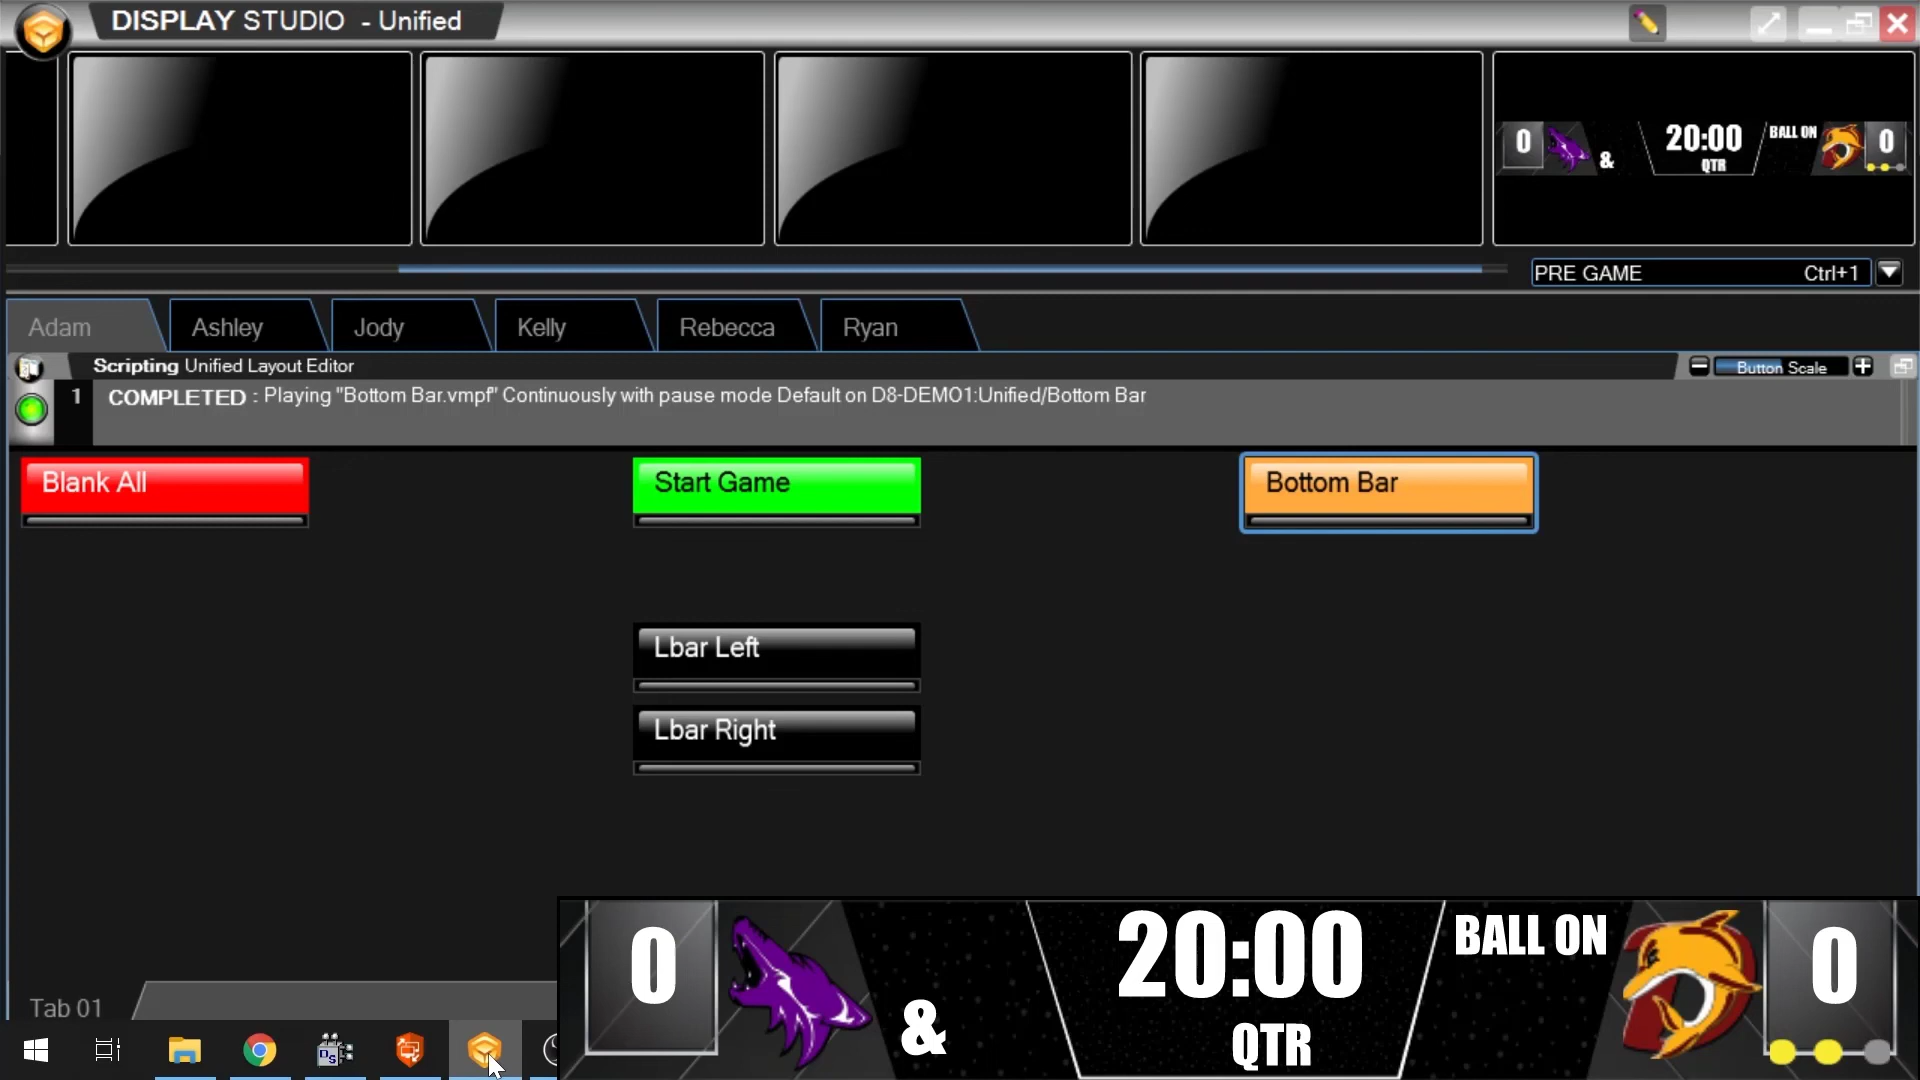 DISPLAY STUDIO - Unified
0
&
20:00
QTR
BALL ON
0
PRE GAME Ctrl+1
Adam
Ashley
Jody
Kelly
Rebecca
Ryan
Scripting Unified Layout Editor
Button Scale
1
COMPLETED : Playing "Bottom Bar.vmpf" Continuously with pause mode Default on D8-DEMO1:Unified/Bottom Bar
Blank All
Start Game
Bottom Bar
Lbar Left
Lbar Right
Tab 01
DS
0
&
20:00
QTR
BALL ON
0